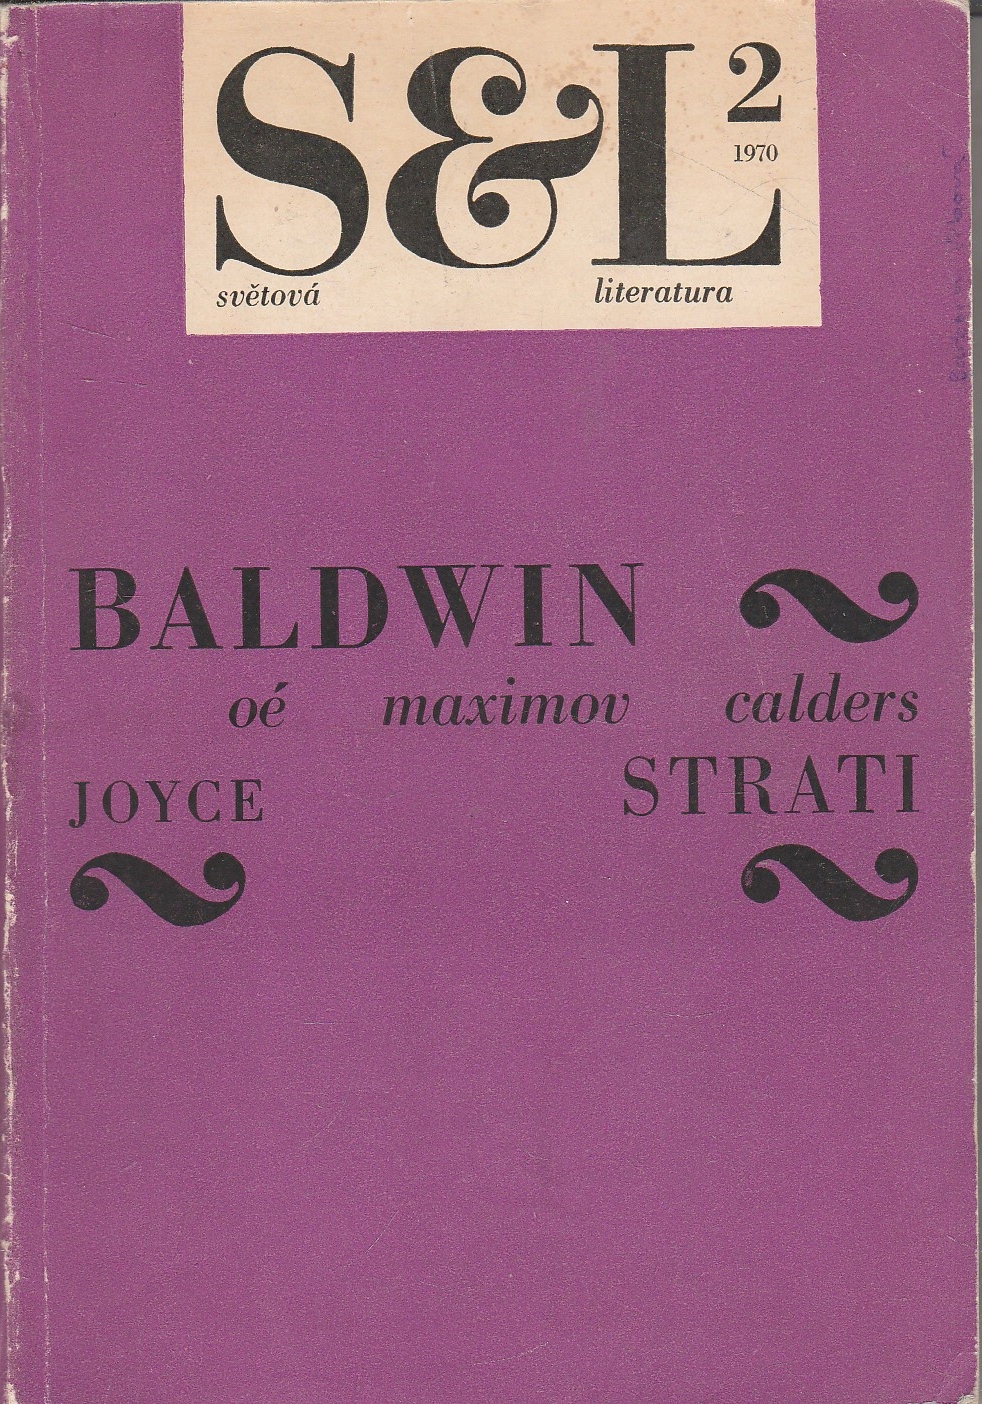 S&L 2
1970
světová literatura
BALDWIN
oé maximov calders
JOYCE STRATI